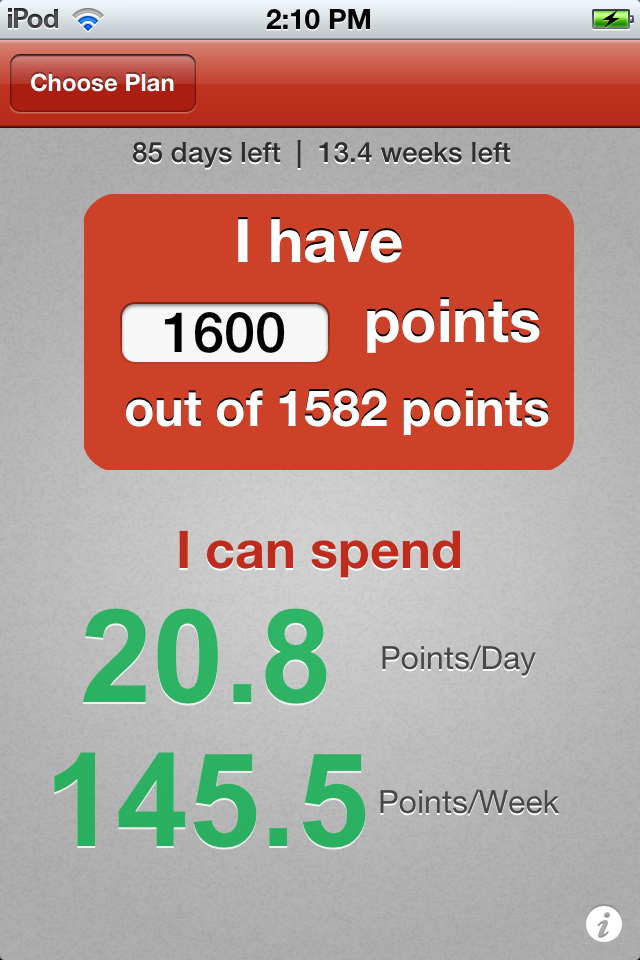 iPod 2:10 PM
Choose Plan
85 days left | 13.4 weeks left
I have
1600 points
out of 1582 points
I can spend
20.8 Points/Day
145.5 Points/Week
i